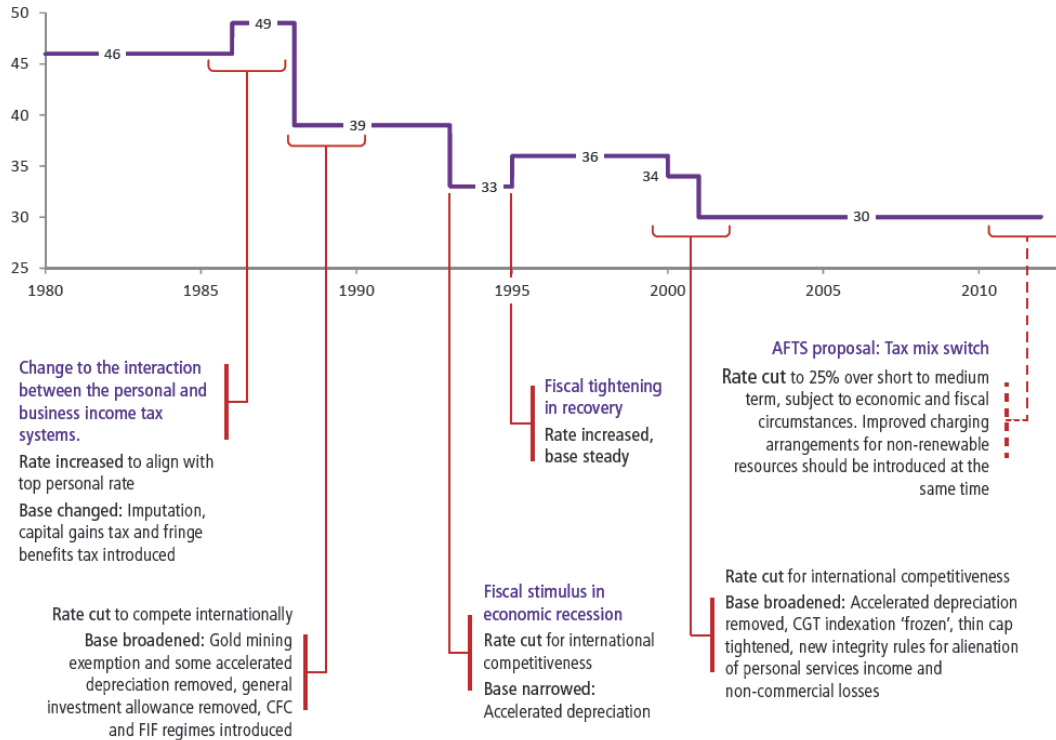 50
45
40
35
30
25
46
49
39
33
36
34
30
1980
1985
1990
1995
2000
2005
2010
Change to the interaction
between the personal and
business income tax
systems.
Rate increased to align with
top personal rate
Base changed: Imputation,
capital gains tax and fringe
benefits tax introduced
Rate cut to compete internationally
Base broadened: Gold mining
exemption and some accelerated
depreciation removed, general
investment allowance removed, CFC
and FIF regimes introduced
Fiscal stimulus in
economic recession
Rate cut for international
competitiveness
Base narrowed:
Accelerated depreciation
Fiscal tightening
in recovery
Rate increased,
base steady
Rate cut for international competitiveness
Base broadened: Accelerated depreciation
removed, CGT indexation ‘frozen’, thin cap
tightened, new integrity rules for alienation
of personal services income and
non-commercial losses
AFTS proposal: Tax mix switch
Rate cut to 25% over short to medium
term, subject to economic and fiscal
circumstances. Improved charging
arrangements for non-renewable
resources should be introduced at the
same time